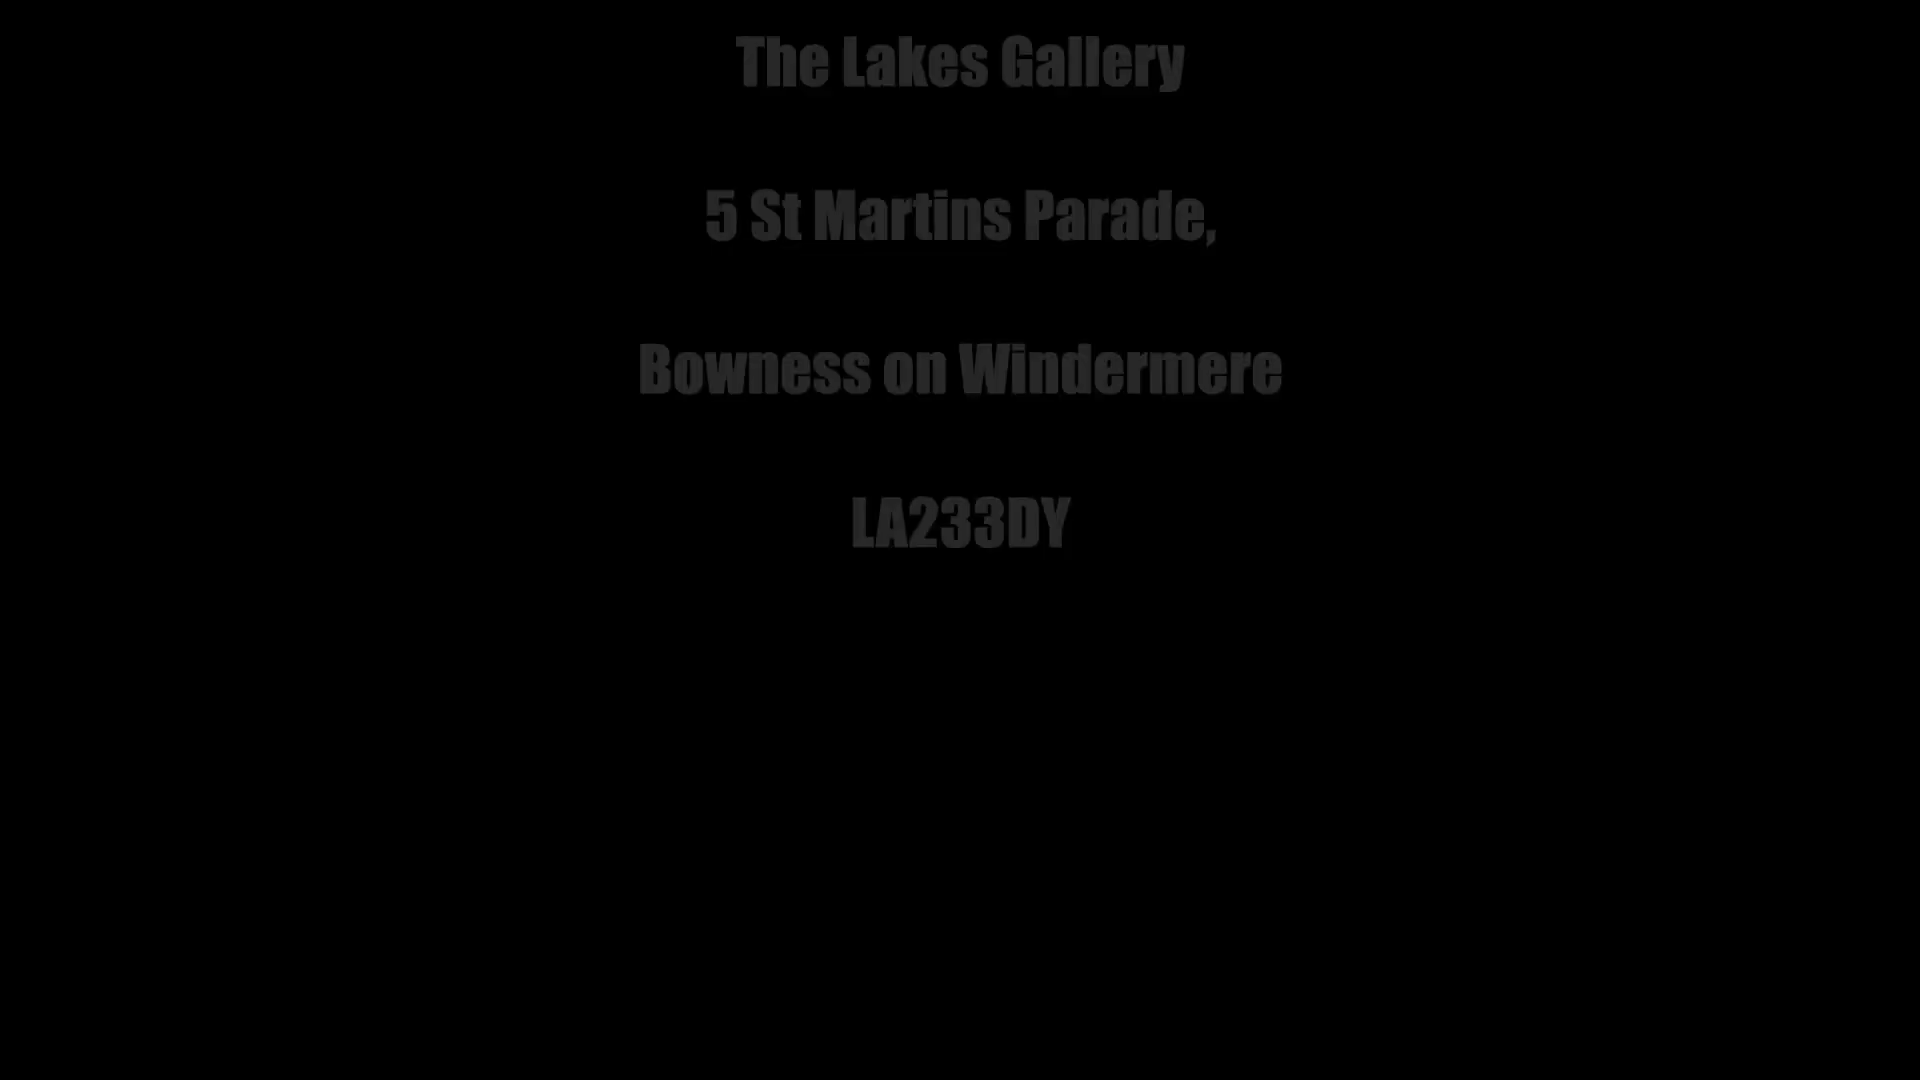 The Lakes Gallery
5 St Martins Parade,
Bowness on Windermere
LA233DY